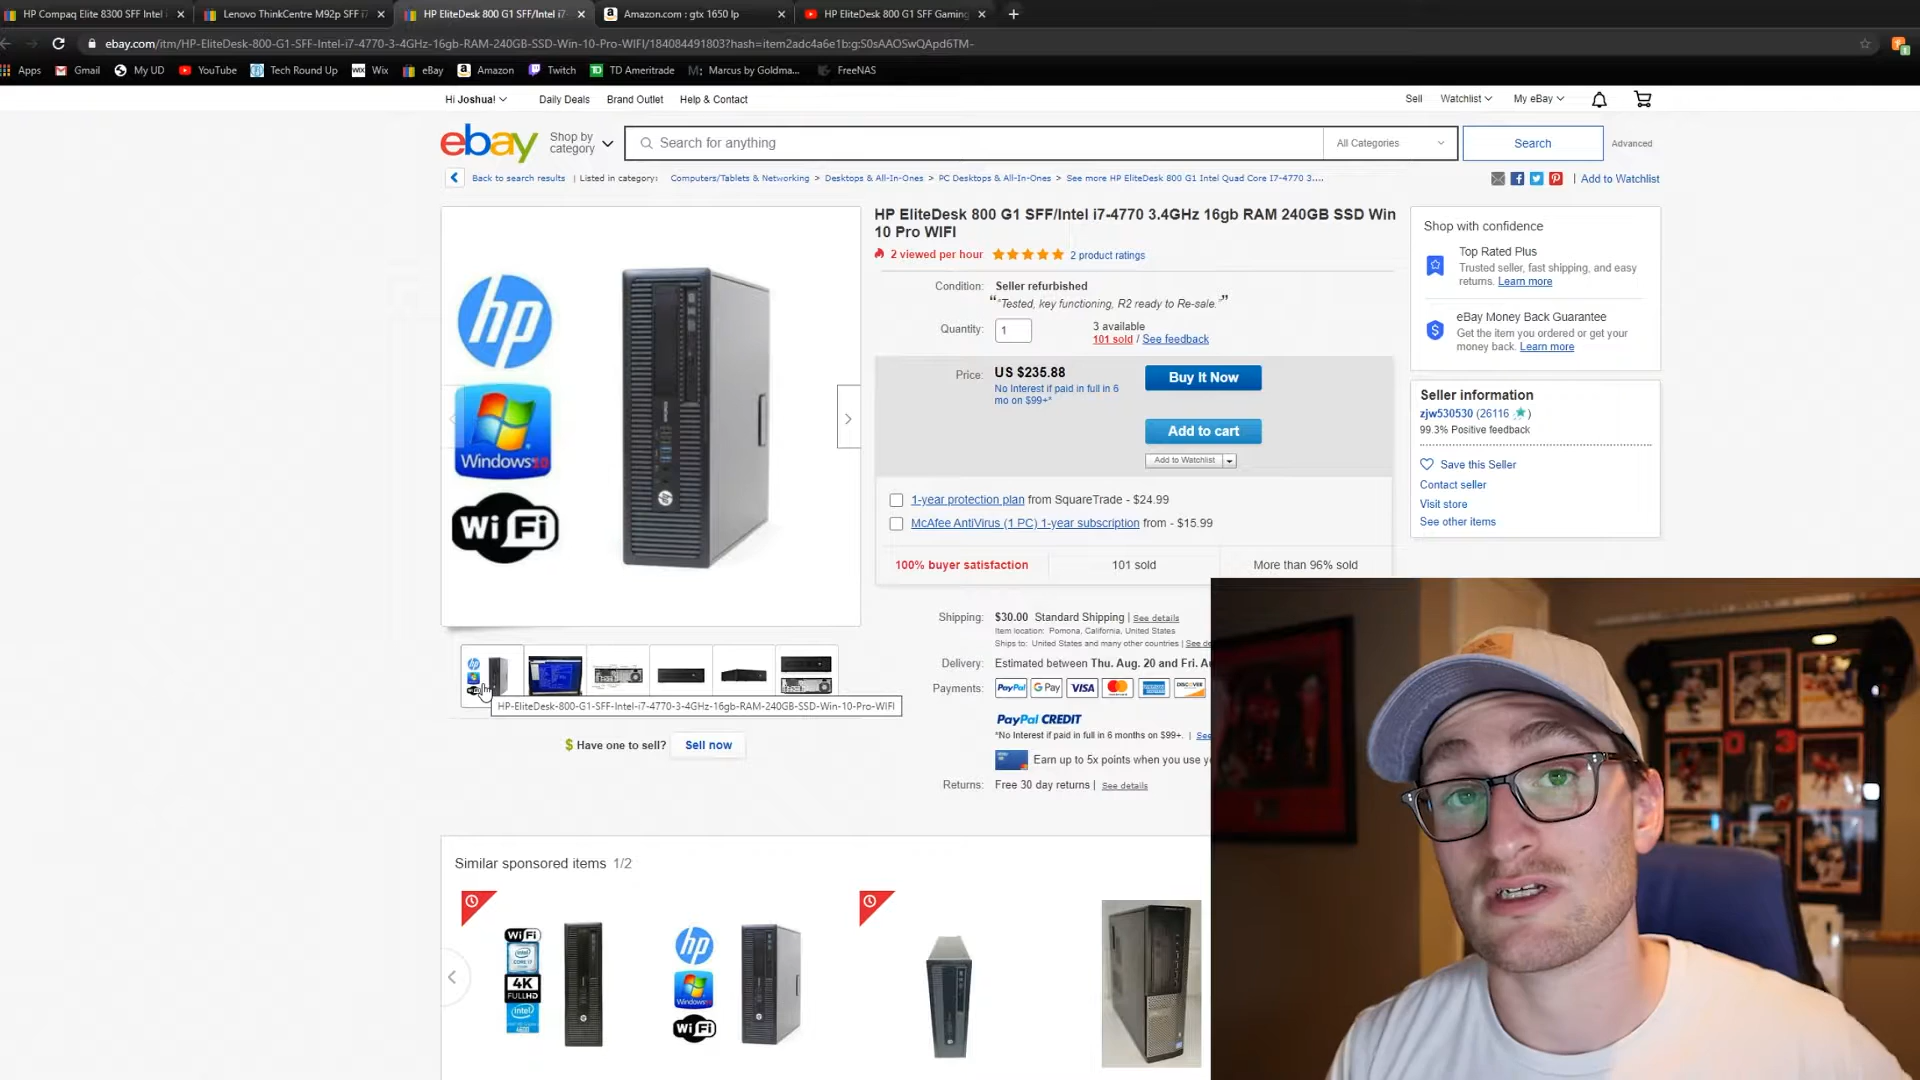 HP Compaq Elite 8300 SFF Intel
Lenovo ThinkCentre M92p SFF i7
HP EliteDesk 800 G1 SFF/Intel i7-
Amazon.com : gtx 1650 lp
HP EliteDesk 800 G1 SFF Gaming
ebay.com/itm/HP-EliteDesk-800-G1-SFF-Intel-i7-4770-3-4GHz-16gb-RAM-240GB-SSD-Win-10-Pro-WIFI/184084491803?hash=item2adc4a6e1b:g:S0sAAOSwQApd6TM-
Apps Gmail My UD YouTube Tech Round Up Wix eBay Amazon Twitch TD Ameritrade Marcus by Goldma... FreeNAS
Hi Joshua! Daily Deals Brand Outlet Help & Contact Sell Watchlist My eBay
ebay Shop by category Search for anything All Categories Search Advanced
Back to search results | Listed in category: Computers/Tablets & Networking > Desktops & All-In-Ones > PC Desktops & All-In-Ones > See more HP EliteDesk 800 G1 Intel Quad Core I7-4770 3.... | Add to Watchlist
HP EliteDesk 800 G1 SFF/Intel i7-4770 3.4GHz 16gb RAM 240GB SSD Win
10 Pro WIFI
2 viewed per hour 2 product ratings
Condition: Seller refurbished
"“Tested, key functioning, R2 ready to Re-sale.”"
Quantity: 1 3 available
101 sold / See feedback
Price: US $235.88 Buy It Now
No Interest if paid in full in 6
mo on $99+*
Add to cart
Add to Watchlist
1-year protection plan from SquareTrade - $24.99
McAfee AntiVirus (1 PC) 1-year subscription from - $15.99
100% buyer satisfaction 101 sold More than 96% sold
Shipping: $30.00 Standard Shipping | See details
Item location: Pomona, California, United States
Ships to: United States and many other countries | See de
Delivery: Estimated between Thu. Aug. 20 and Fri. A
Payments: PayPal G Pay VISA
PayPal CREDIT
*No Interest if paid in full in 6 months on $99+. | See
Earn up to 5x points when you use y
Returns: Free 30 day returns | See details
Shop with confidence
Top Rated Plus
Trusted seller, fast shipping, and easy
returns. Learn more
eBay Money Back Guarantee
Get the item you ordered or get your
money back. Learn more
Seller information
zjw530530 (26116 )
99.3% Positive feedback
Save this Seller
Contact seller
Visit store
See other items
hp
Windows 10
WiFi
HP-EliteDesk-800-G1-SFF-Intel-i7-4770-3-4GHz-16gb-RAM-240GB-SSD-Win-10-Pro-WIFI
$ Have one to sell? Sell now
Similar sponsored items 1/2
WiFi
4K
FULLHD
hp
Windows
WiFi